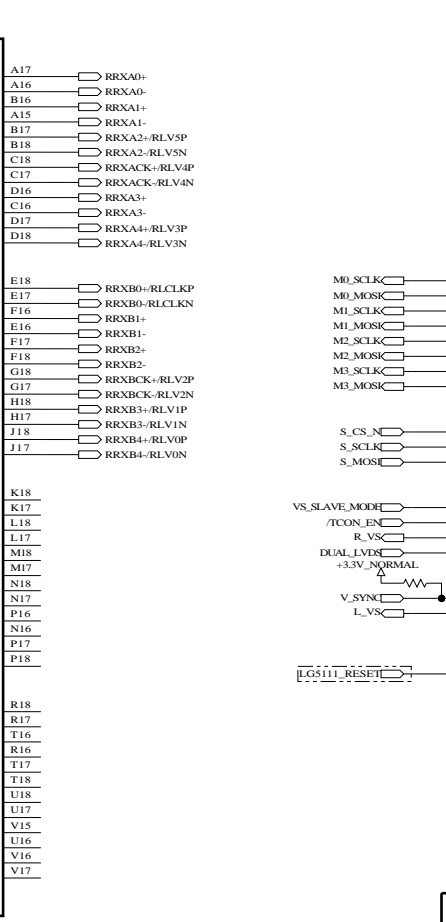 A17
A16
B16
A15
B17
B18
C18
C17
D16
C16
D17
D18
RRXA0+
RRXA0-
RRXA1+
RRXA1-
RRXA2+/RLV5P
RRXA2-/RLV5N
RRXACK+/RLV4P
RRXACK-/RLV4N
RRXA3+
RRXA3-
RRXA4+/RLV3P
RRXA4-/RLV3N
E18
E17
F16
E16
F17
F18
G18
G17
H18
H17
J18
J17
RRXB0+/RLCLKP
RRXB0-/RLCLKN
RRXB1+
RRXB1-
RRXB2+
RRXB2-
RRXBCK+/RLV2P
RRXBCK-/RLV2N
RRXB3+/RLV1P
RRXB3-/RLV1N
RRXB4+/RLV0P
RRXB4-/RLV0N
K18
K17
L18
L17
M18
M17
N18
N17
P16
N16
P17
P18
R18
R17
T16
R16
T17
T18
U18
U17
V15
U16
V16
V17
M0_SCLK
M0_MOSI
M1_SCLK
M1_MOSI
M2_SCLK
M2_MOSI
M3_SCLK
M3_MOSI
S_CS_N
S_SCLK
S_MOSI
VS_SLAVE_MODE
/TCON_EN
R_VS
DUAL_LVDS
+3.3V_NORMAL
V_SYNC
L_VS
LG5111_RESET